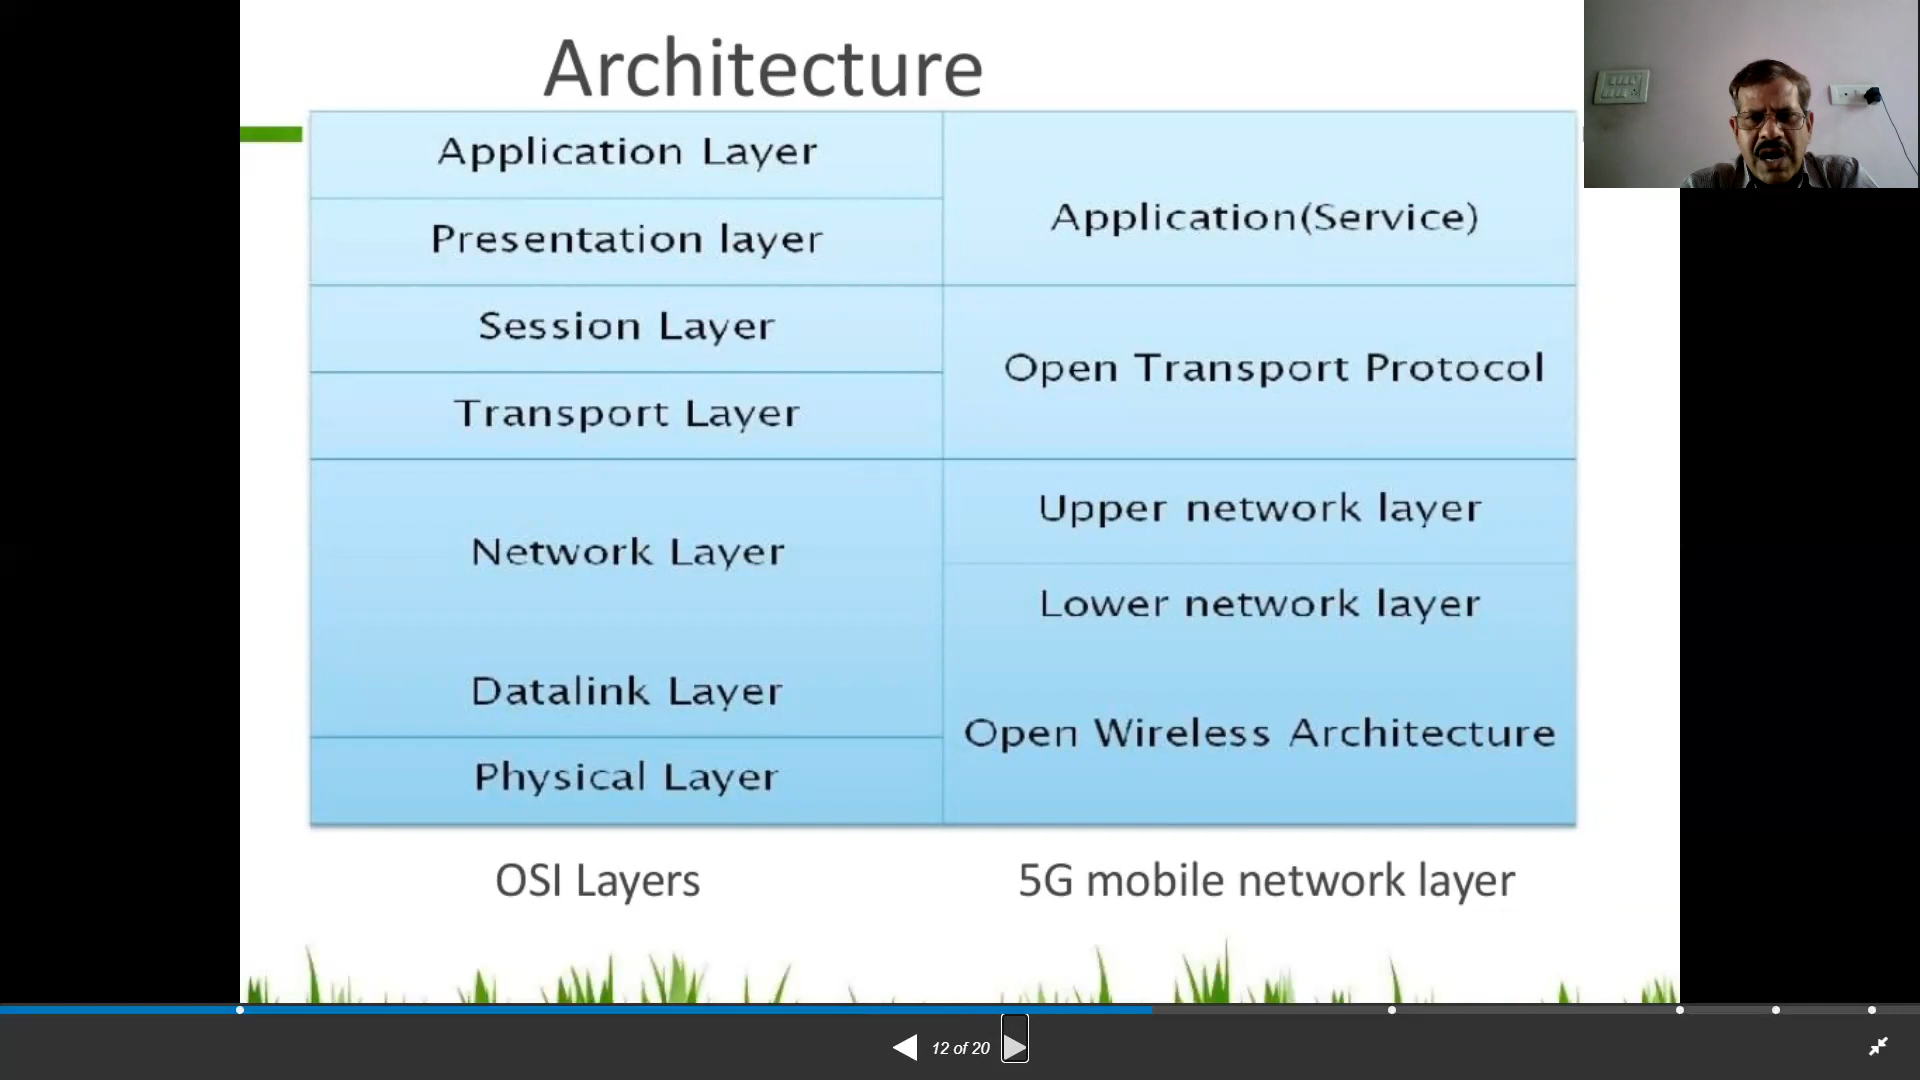 Architecture
Application Layer
Presentation layer
Session Layer
Transport Layer
Network Layer
Datalink Layer
Physical Layer
Application(Service)
Open Transport Protocol
Upper network layer
Lower network layer
Open Wireless Architecture
OSI Layers
5G mobile network layer
12 of 20